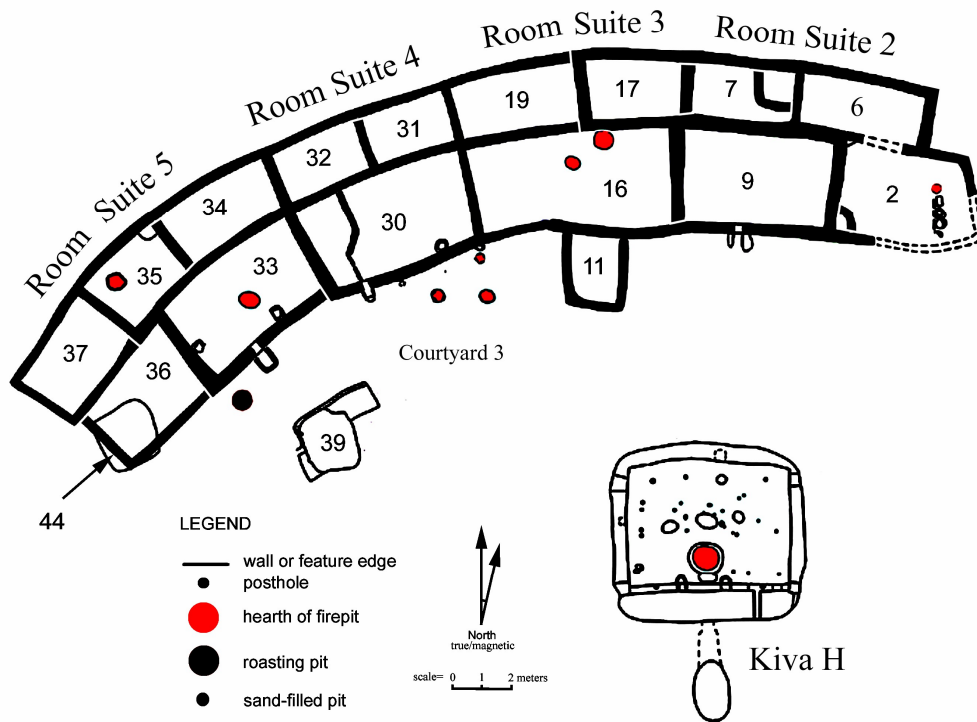 Room Suite 5
Room Suite 4
Room Suite 3
Room Suite 2
37
35
34
32
31
19
17
7
6
36
33
30
16
9
2
11
44
39
Courtyard 3
Kiva H
LEGEND
wall or feature edge
posthole
hearth of firepit
roasting pit
sand-filled pit
North
true/magnetic
scale= 0 1 2 meters